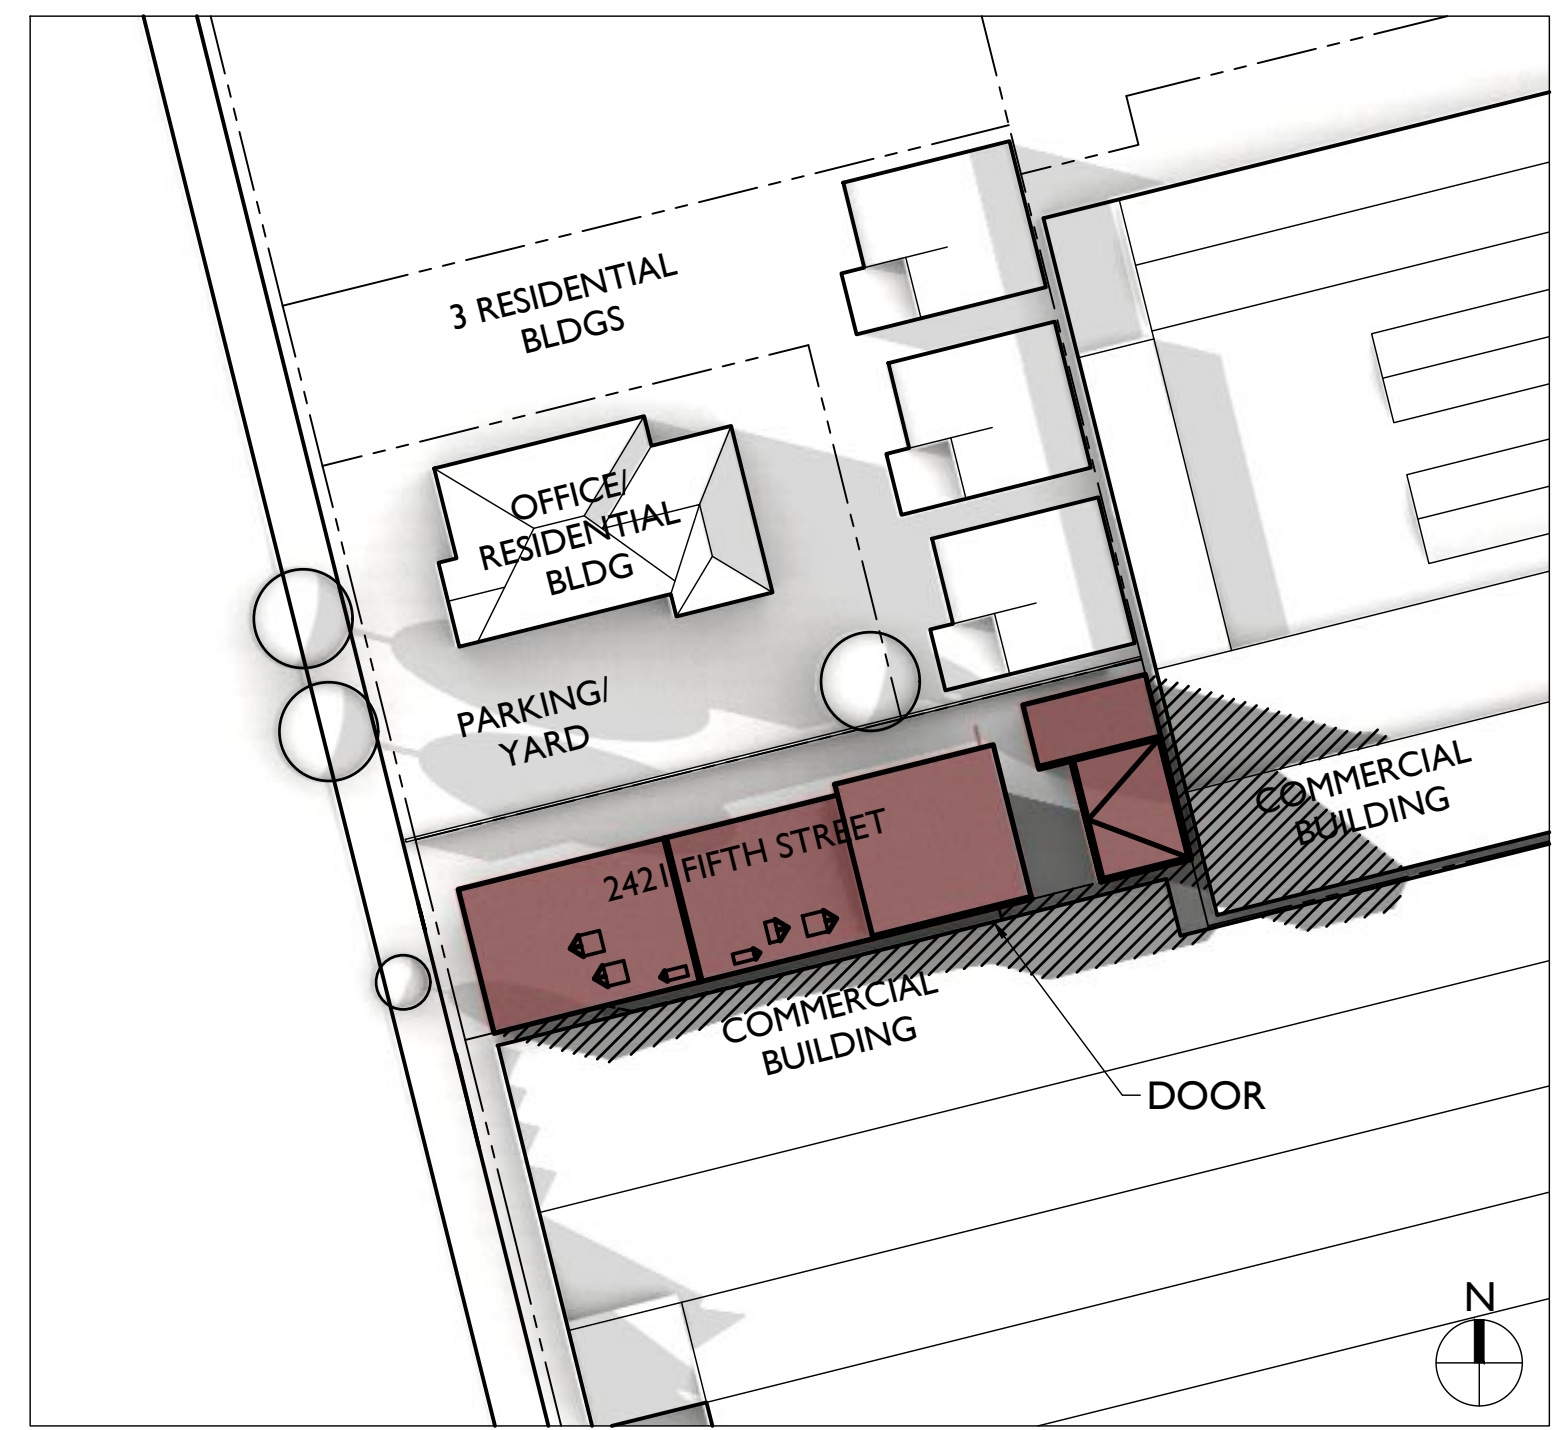 3 RESIDENTIAL
BLDGS
OFFICE/
RESIDENTIAL
BLDG
PARKING/
YARD
2421 FIFTH STREET
COMMERCIAL
BUILDING
COMMERCIAL
BUILDING
DOOR
N